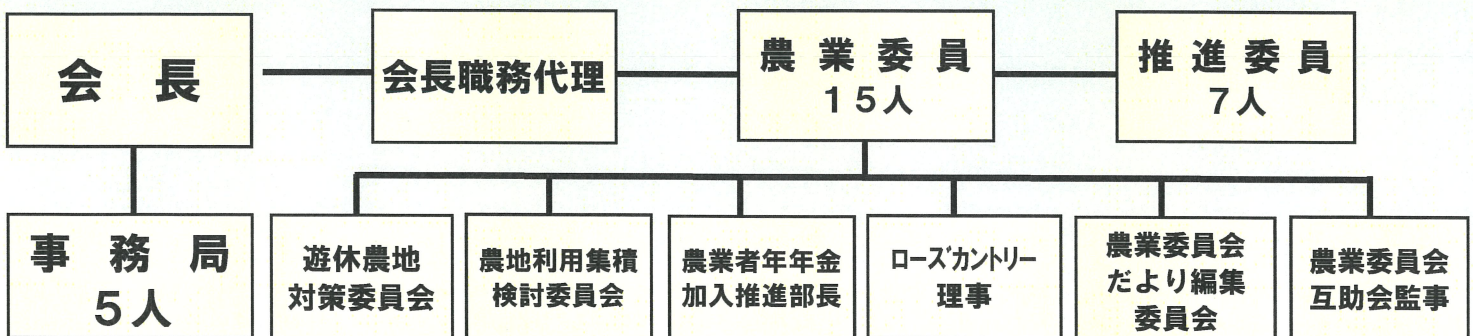 会長
会長職務代理
農業委員
15人
推進委員
7人
事務局
5人
遊休農地
対策委員会
農地利用集積
検討委員会
農業者年年金
加入推進部長
ローズカントリー
理事
農業委員会
だより編集
委員会
農業委員会
互助会監事